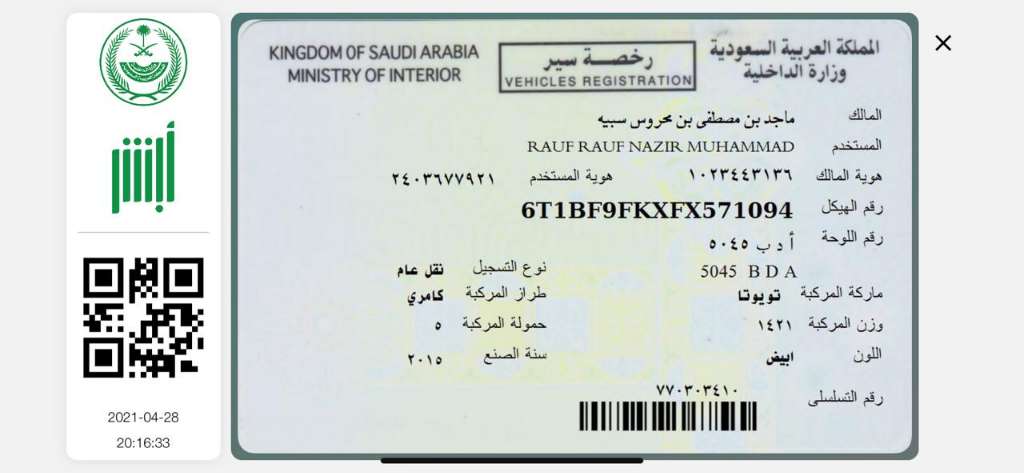 أبشر
2021-04-28
20:16:33
KINGDOM OF SAUDI ARABIA
MINISTRY OF INTERIOR
رخصة سير
VEHICLES REGISTRATION
المملكة العربية السعودية
وزارة الداخلية
المالك ماجد بن مصطفى بن محروس سبيه
المستخدم RAUF RAUF NAZIR MUHAMMAD
هوية المالك ١٠٢٣٤٤٣١٣٦ هوية المستخدم ٢٤٠٣٦٧٧٩٢١
رقم الهيكل 6T1BF9FKXFX571094
رقم اللوحة أ د ب ٥٠٤٥
5045 B D A نوع التسجيل نقل عام
ماركة المركبة تويوتا طراز المركبة كامري
وزن المركبة ١٤٢١ حمولة المركبة ٥
اللون ابيض سنة الصنع ٢٠١٥
رقم التسلسلى ٧٧٠٣٠٣٤١٠